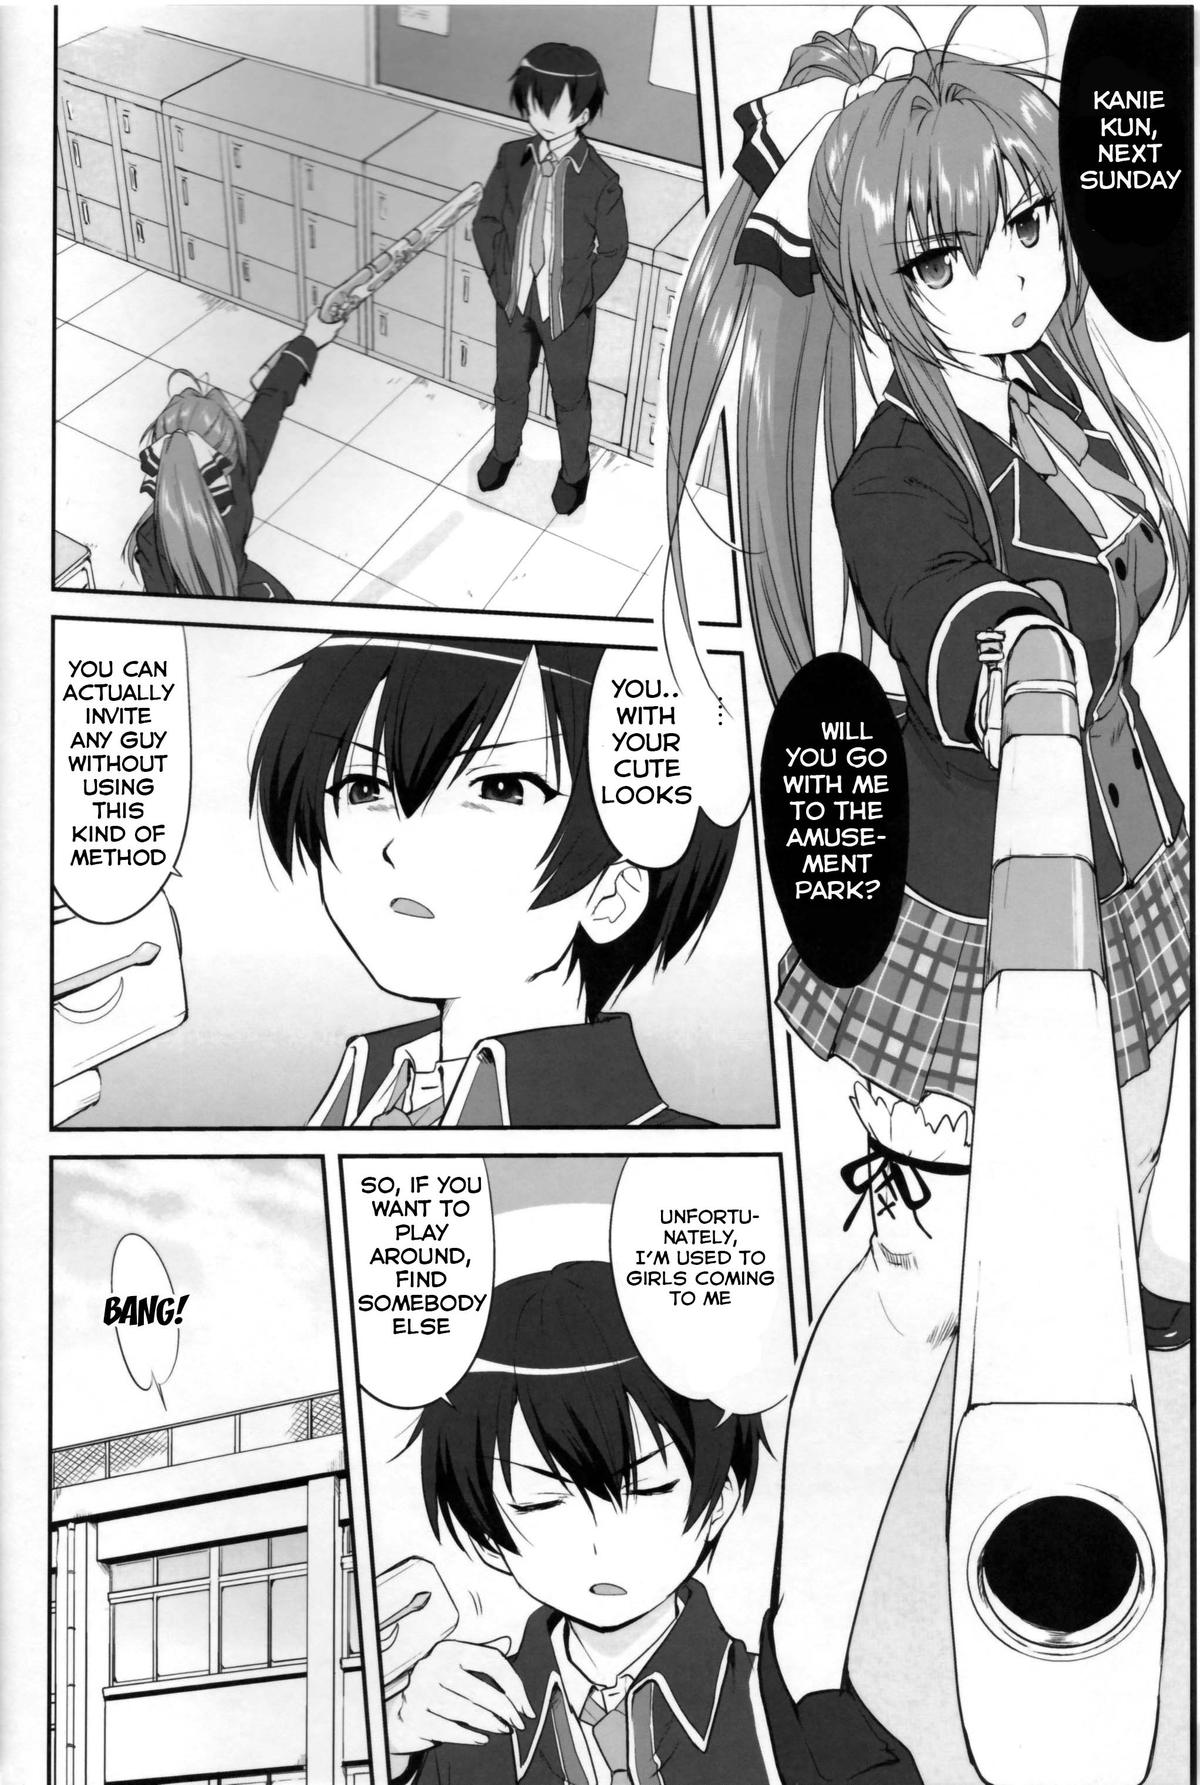 KANIE
KUN,
NEXT
SUNDAY
WILL
YOU GO
WITH ME
TO THE
AMUSE-
MENT
PARK?
......
YOU..
WITH
YOUR
CUTE
LOOKS
YOU CAN
ACTUALLY
INVITE
ANY GUY
WITHOUT
USING
THIS
KIND OF
METHOD
UNFORTU-
NATELY,
I'M USED TO
GIRLS COMING
TO ME
SO, IF YOU
WANT TO
PLAY
AROUND,
FIND
SOMEBODY
ELSE
BANG!